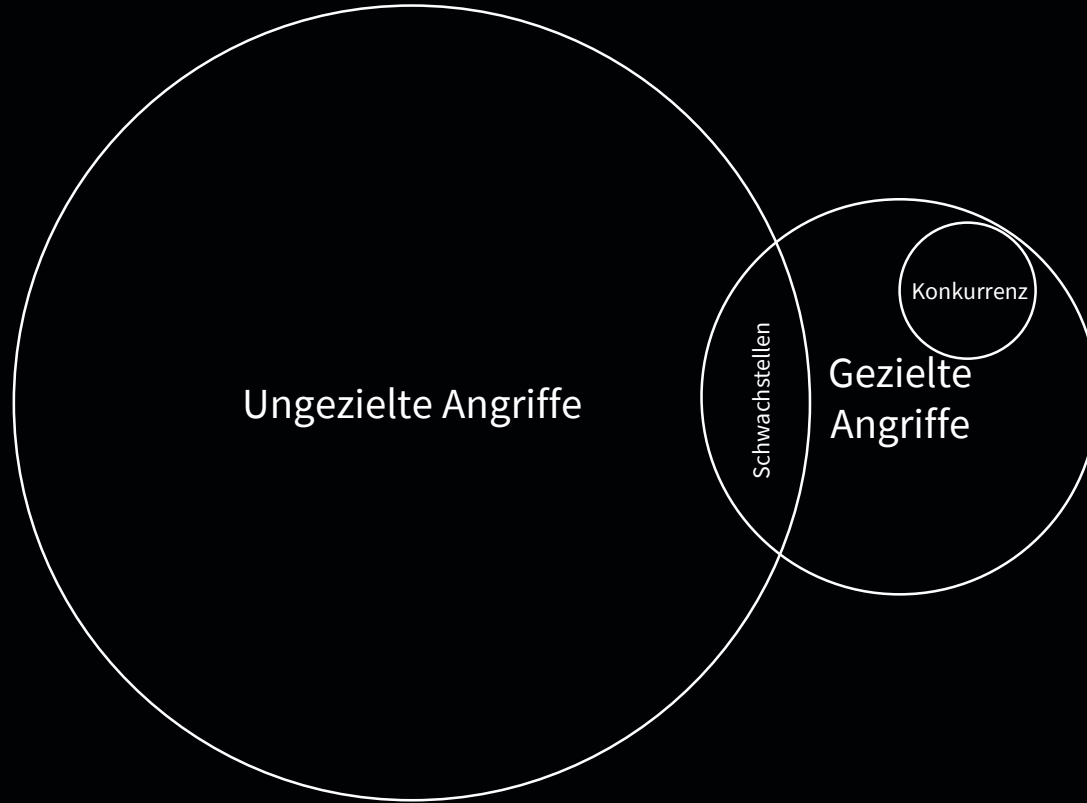 Ungezielte Angriffe
Schwachstellen
Konkurrenz
Gezielte
Angriffe